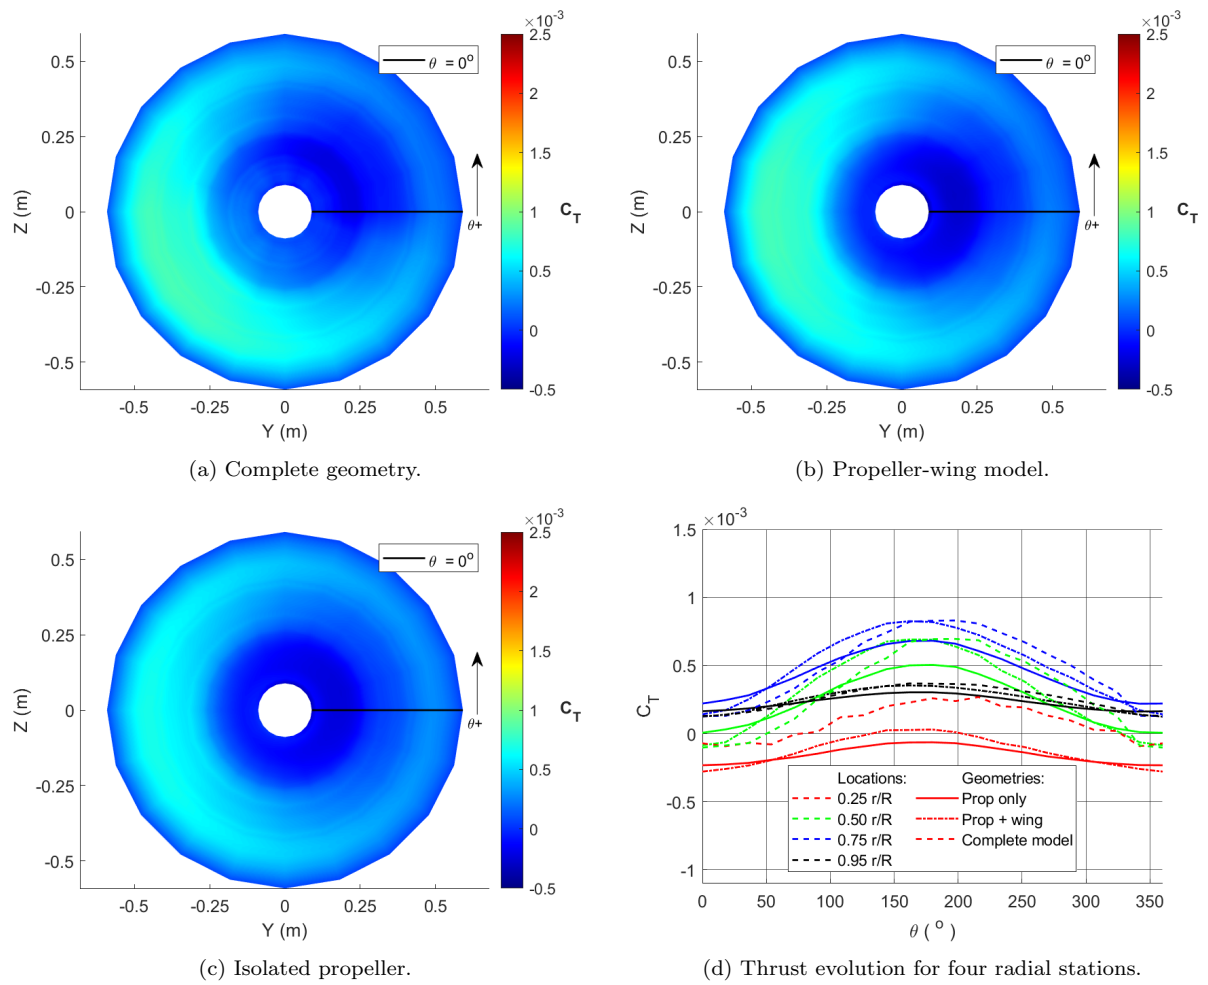 ×10-3
2.5
2
1.5
1
0.5
0
-0.5
CT
θ = 0o
θ+
0.5
0.25
0
-0.25
-0.5
Z (m)
-0.5 -0.25 0 0.25 0.5
Y (m)
(a) Complete geometry.
×10-3
2.5
2
1.5
1
0.5
0
-0.5
CT
θ = 0o
θ+
0.5
0.25
0
-0.25
-0.5
Z (m)
-0.5 -0.25 0 0.25 0.5
Y (m)
(b) Propeller-wing model.
×10-3
2.5
2
1.5
1
0.5
0
-0.5
CT
θ = 0o
θ+
0.5
0.25
0
-0.25
-0.5
Z (m)
-0.5 -0.25 0 0.25 0.5
Y (m)
(c) Isolated propeller.
×10-3
1.5
1
0.5
0
-0.5
-1
CT
Locations: Geometries:
0.25 r/R Prop only
0.50 r/R Prop + wing
0.75 r/R Complete model
0.95 r/R
0 50 100 150 200 250 300 350
θ ( o )
(d) Thrust evolution for four radial stations.